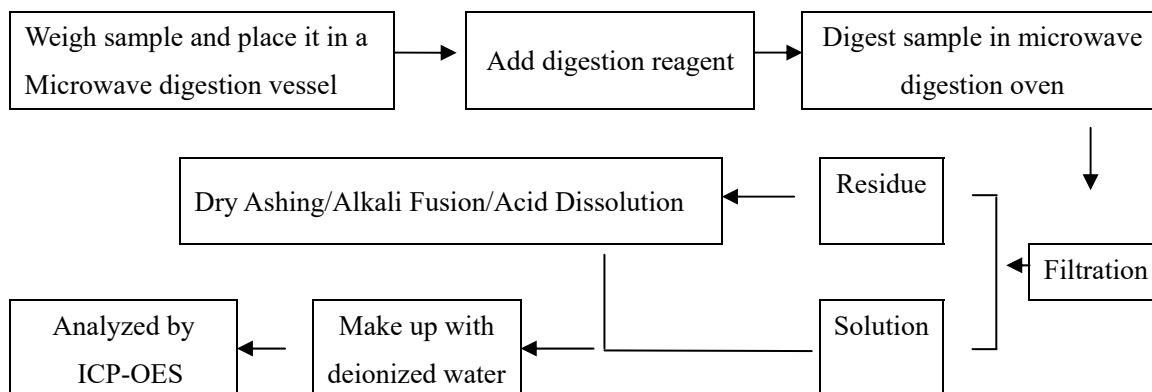 Weigh sample and place it in a
Microwave digestion vessel
Add digestion reagent
Digest sample in microwave
digestion oven
Dry Ashing/Alkali Fusion/Acid Dissolution
Residue
Filtration
Solution
Make up with
deionized water
Analyzed by
ICP-OES